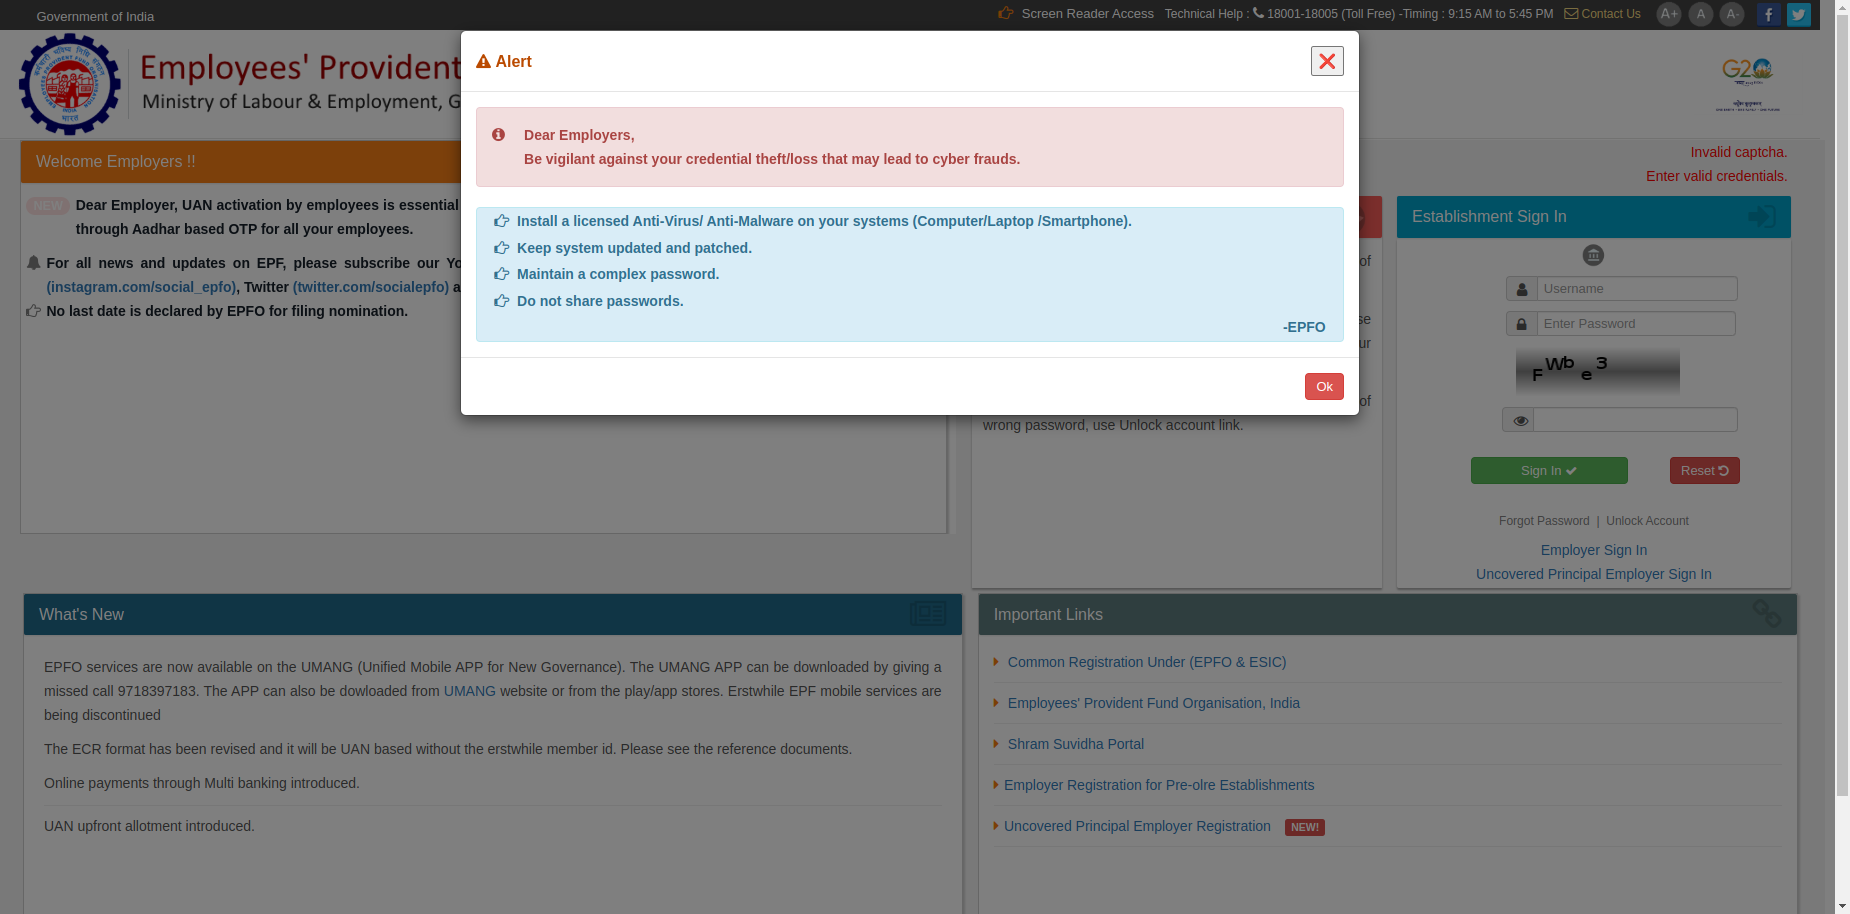 Government of India
Screen Reader Access Technical Help : 18001-18005 (Toll Free) -Timing : 9:15 AM to 5:45 PM Contact Us A+ A A-
Employees' Provident
Ministry of Labour & Employment, G
G20
Alert
Dear Employers,
Be vigilant against your credential theft/loss that may lead to cyber frauds.
Install a licensed Anti-Virus/ Anti-Malware on your systems (Computer/Laptop /Smartphone).
Keep system updated and patched.
Maintain a complex password.
Do not share passwords.
-EPFO
Ok
Welcome Employers !!
NEW Dear Employer, UAN activation by employees is essential
through Aadhar based OTP for all your employees.
For all news and updates on EPF, please subscribe our Yo
(instagram.com/social_epfo), Twitter (twitter.com/socialepfo) a
No last date is declared by EPFO for filing nomination.
of
se
ur
of
wrong password, use Unlock account link.
Invalid captcha.
Enter valid credentials.
Establishment Sign In
Username
Enter Password
FWbe3
Sign In Reset
Forgot Password | Unlock Account
Employer Sign In
Uncovered Principal Employer Sign In
What's New
EPFO services are now available on the UMANG (Unified Mobile APP for New Governance). The UMANG APP can be downloaded by giving a
missed call 9718397183. The APP can also be dowloaded from UMANG website or from the play/app stores. Erstwhile EPF mobile services are
being discontinued
The ECR format has been revised and it will be UAN based without the erstwhile member id. Please see the reference documents.
Online payments through Multi banking introduced.
UAN upfront allotment introduced.
Important Links
Common Registration Under (EPFO & ESIC)
Employees' Provident Fund Organisation, India
Shram Suvidha Portal
Employer Registration for Pre-olre Establishments
Uncovered Principal Employer Registration NEW!